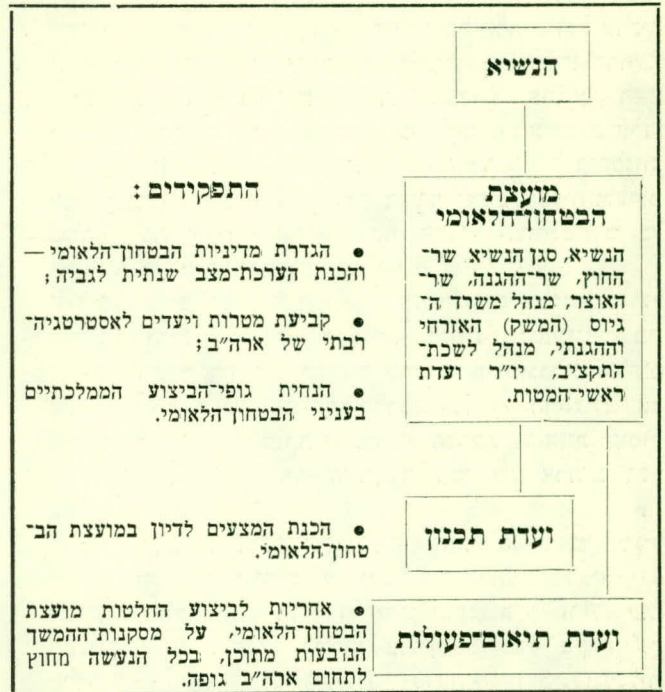 הנשיא
מועצת
הבטחון־הלאומי
הנשיא, סגן הנשיא, שר־
החוץ, שר־ההגנה, שר־
האוצר, מנהל משרד ה־
גיוס (המשק) האזרחי
וההגנתי, מנהל לשכת־
התקציב, יו״ר ועדת
ראשי־המטות.
התפקידים:
● הגדרת מדיניות הבטחון־הלאומי —
והכנת הערכת־מצב שנתית לגביה;
● קביעת מטרות ויעדים לאסטרטגיה־
רבתי של ארה״ב;
● הנחית גופי־הביצוע הממלכתיים
בעניני הבטחון־הלאומי.
ועדת תכנון
● הכנת המצעים לדיון במועצת הב־
טחון־הלאומי.
ועדת תיאום־פעולות
● אחריות לביצוע החלטות מועצת
הבטחון־הלאומי, על מסקנות־ההמשך
הנובעות מתוכן, בכל הנעשה מחוץ
לתחום ארה״ב גופה.